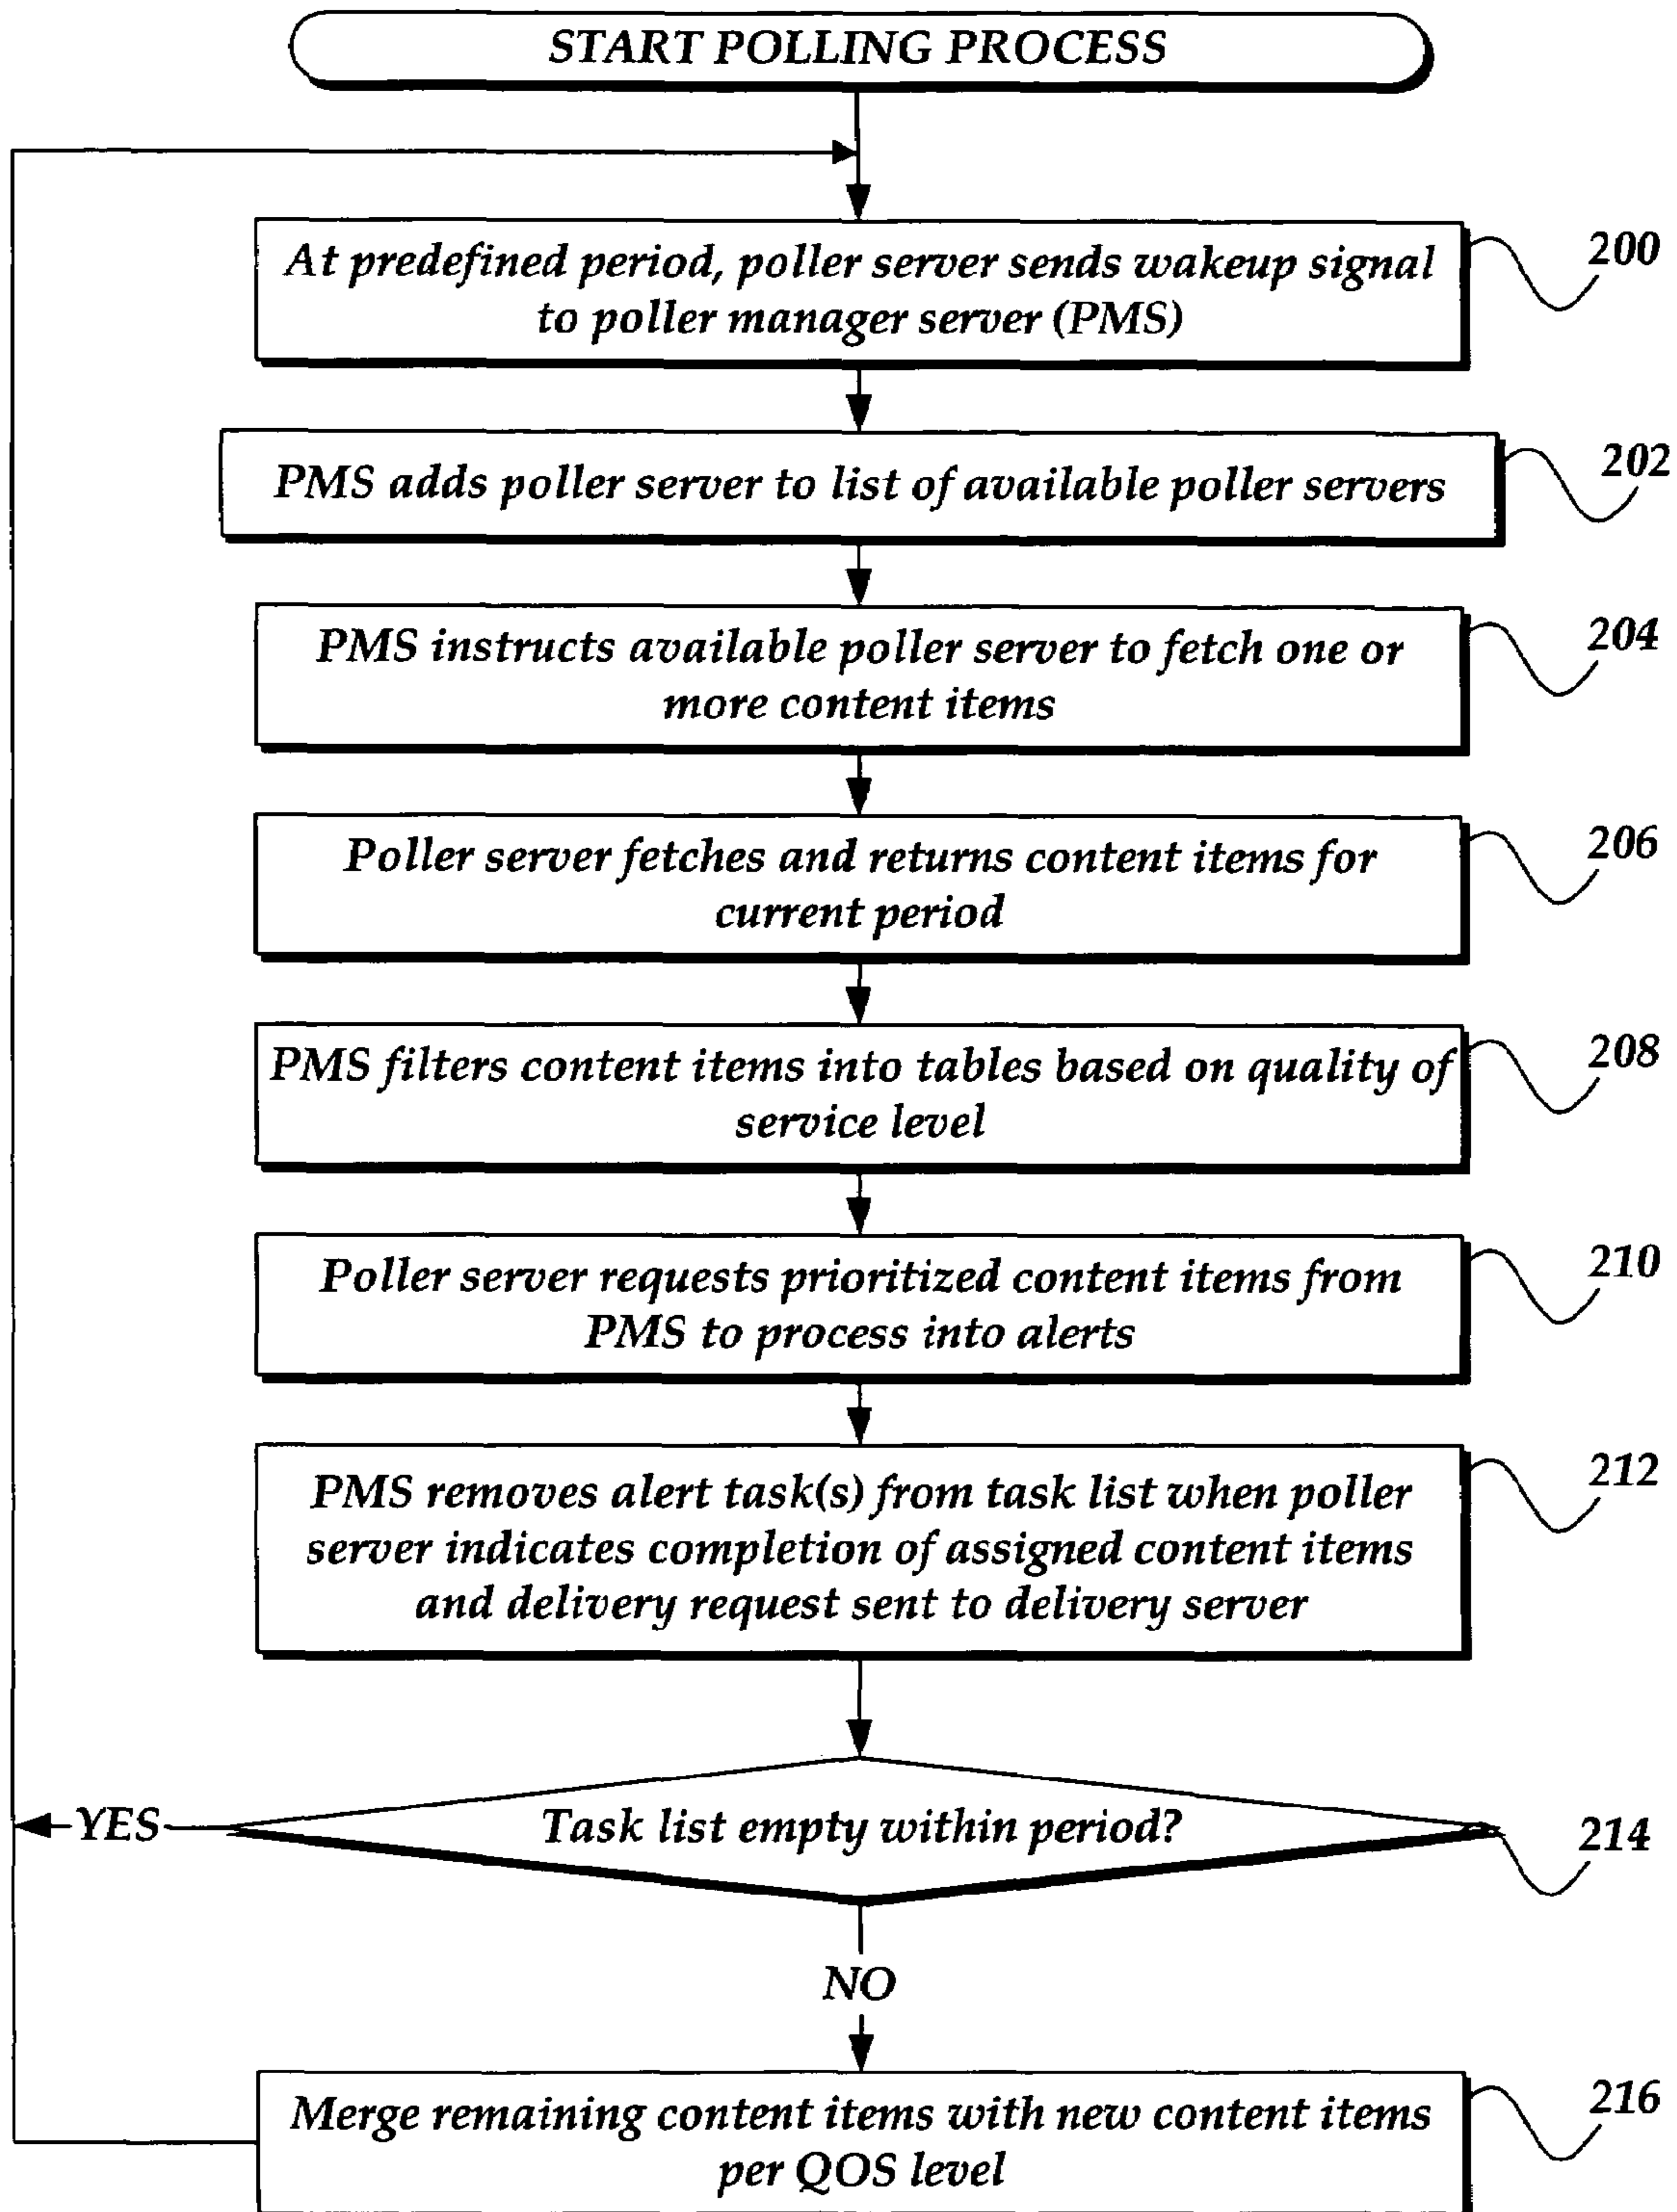 START POLLING PROCESS
At predefined period, poller server sends wakeup signal
to poller manager server (PMS)
200
PMS adds poller server to list of available poller servers
202
PMS instructs available poller server to fetch one or
more content items
204
Poller server fetches and returns content items for
current period
206
PMS filters content items into tables based on quality of
service level
208
Poller server requests prioritized content items from
PMS to process into alerts
210
PMS removes alert task(s) from task list when poller
server indicates completion of assigned content items
and delivery request sent to delivery server
212
YES
Task list empty within period?
214
NO
Merge remaining content items with new content items
per QOS level
216